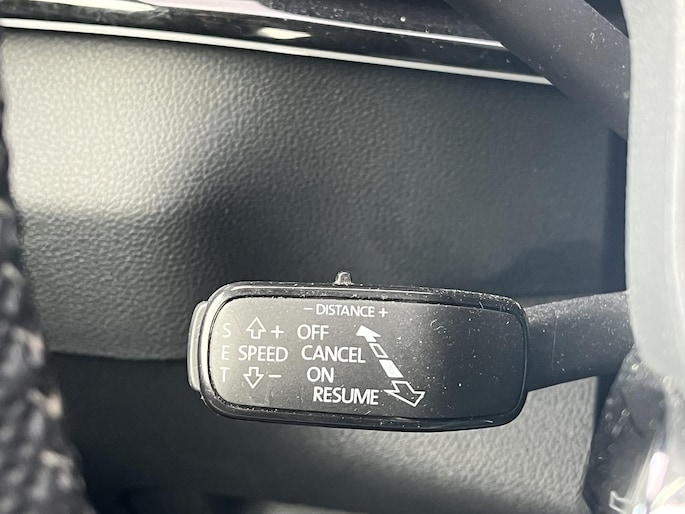 − DISTANCE +
S + OFF
E SPEED CANCEL
T − ON
RESUME